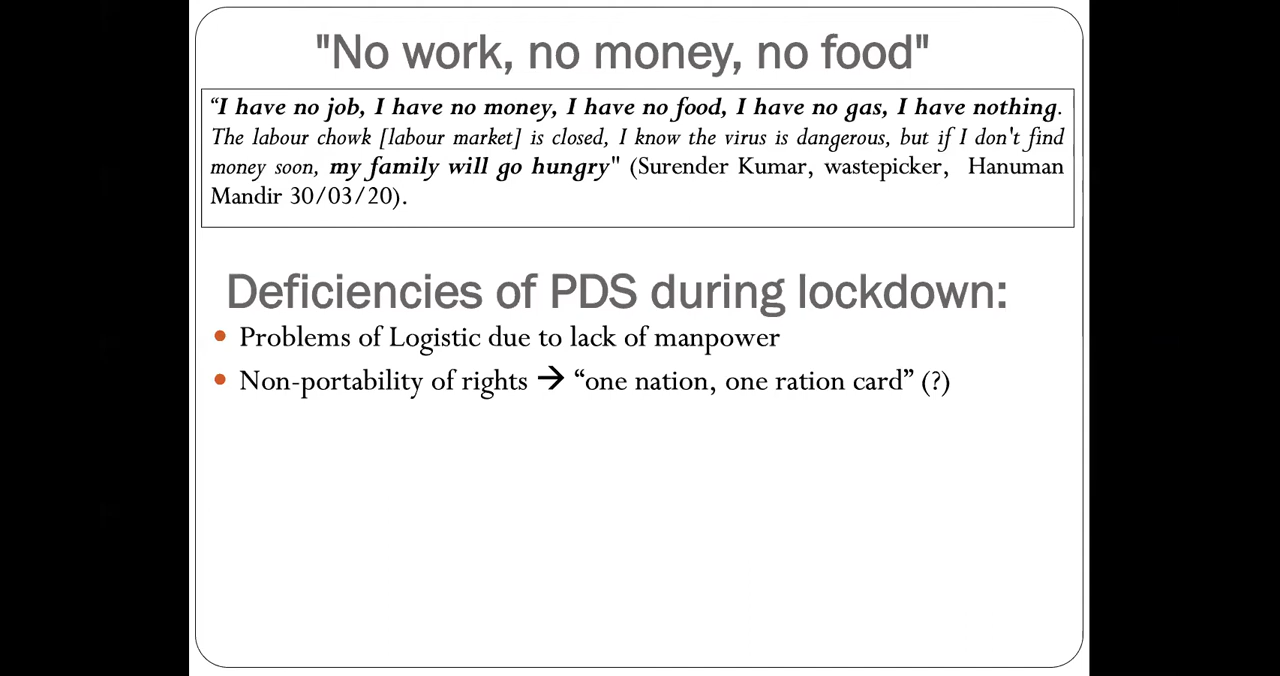 "No work, no money, no food"
“I have no job, I have no money, I have no food, I have no gas, I have nothing.
The labour chowk [labour market] is closed, I know the virus is dangerous, but if I don't find
money soon, my family will go hungry" (Surender Kumar, wastepicker, Hanuman
Mandir 30/03/20).
Deficiencies of PDS during lockdown:
• Problems of Logistic due to lack of manpower
• Non-portability of rights → “one nation, one ration card” (?)